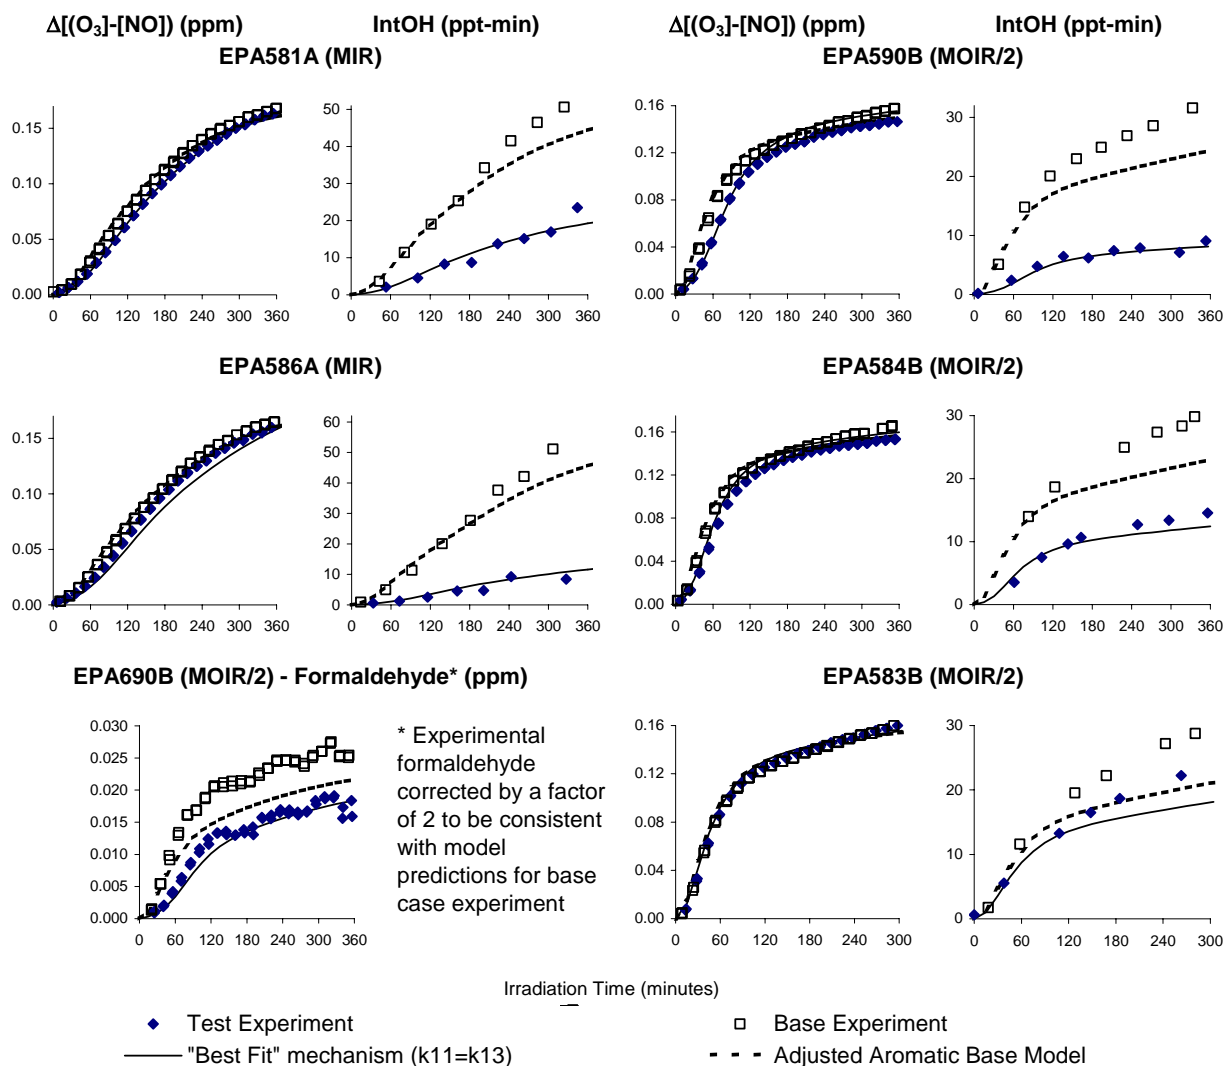 Δ[(O3]-[NO]) (ppm) IntOH (ppt-min) Δ[(O3]-[NO]) (ppm) IntOH (ppt-min)
EPA581A (MIR) EPA590B (MOIR/2)
0.15
0.10
0.05
0.00
0 60 120 180 240 300 360
50
40
30
20
10
0
0 60 120 180 240 300 360
0.16
0.12
0.08
0.04
0.00
0 60 120 180 240 300 360
30
20
10
0
0 60 120 180 240 300 360
EPA586A (MIR) EPA584B (MOIR/2)
0.15
0.10
0.05
0.00
0 60 120 180 240 300 360
60
50
40
30
20
10
0
0 60 120 180 240 300 360
0.16
0.12
0.08
0.04
0.00
0 60 120 180 240 300 360
30
20
10
0
0 60 120 180 240 300 360
EPA690B (MOIR/2) - Formaldehyde* (ppm) EPA583B (MOIR/2)
0.030
0.025
0.020
0.015
0.010
0.005
0.000
0 60 120 180 240 300 360
* Experimental
formaldehyde
corrected by a factor
of 2 to be consistent
with model
predictions for base
case experiment
0.16
0.12
0.08
0.04
0.00
0 60 120 180 240 300
30
20
10
0
0 60 120 180 240 300
Irradiation Time (minutes)
Test Experiment Base Experiment
"Best Fit" mechanism (k11=k13) Adjusted Aromatic Base Model